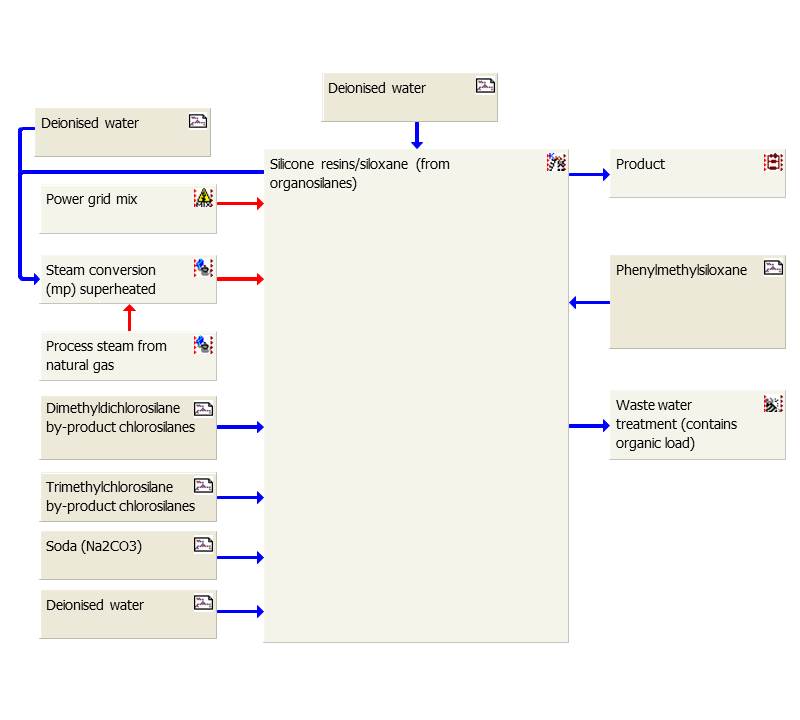 Deionised water
Deionised water
Silicone resins/siloxane (from
organosilanes)
Product
Power grid mix
Steam conversion
(mp) superheated
Phenylmethylsiloxane
Process steam from
natural gas
Dimethyldichlorosilane
by-product chlorosilanes
Waste water
treatment (contains
organic load)
Trimethylchlorosilane
by-product chlorosilanes
Soda (Na2CO3)
Deionised water